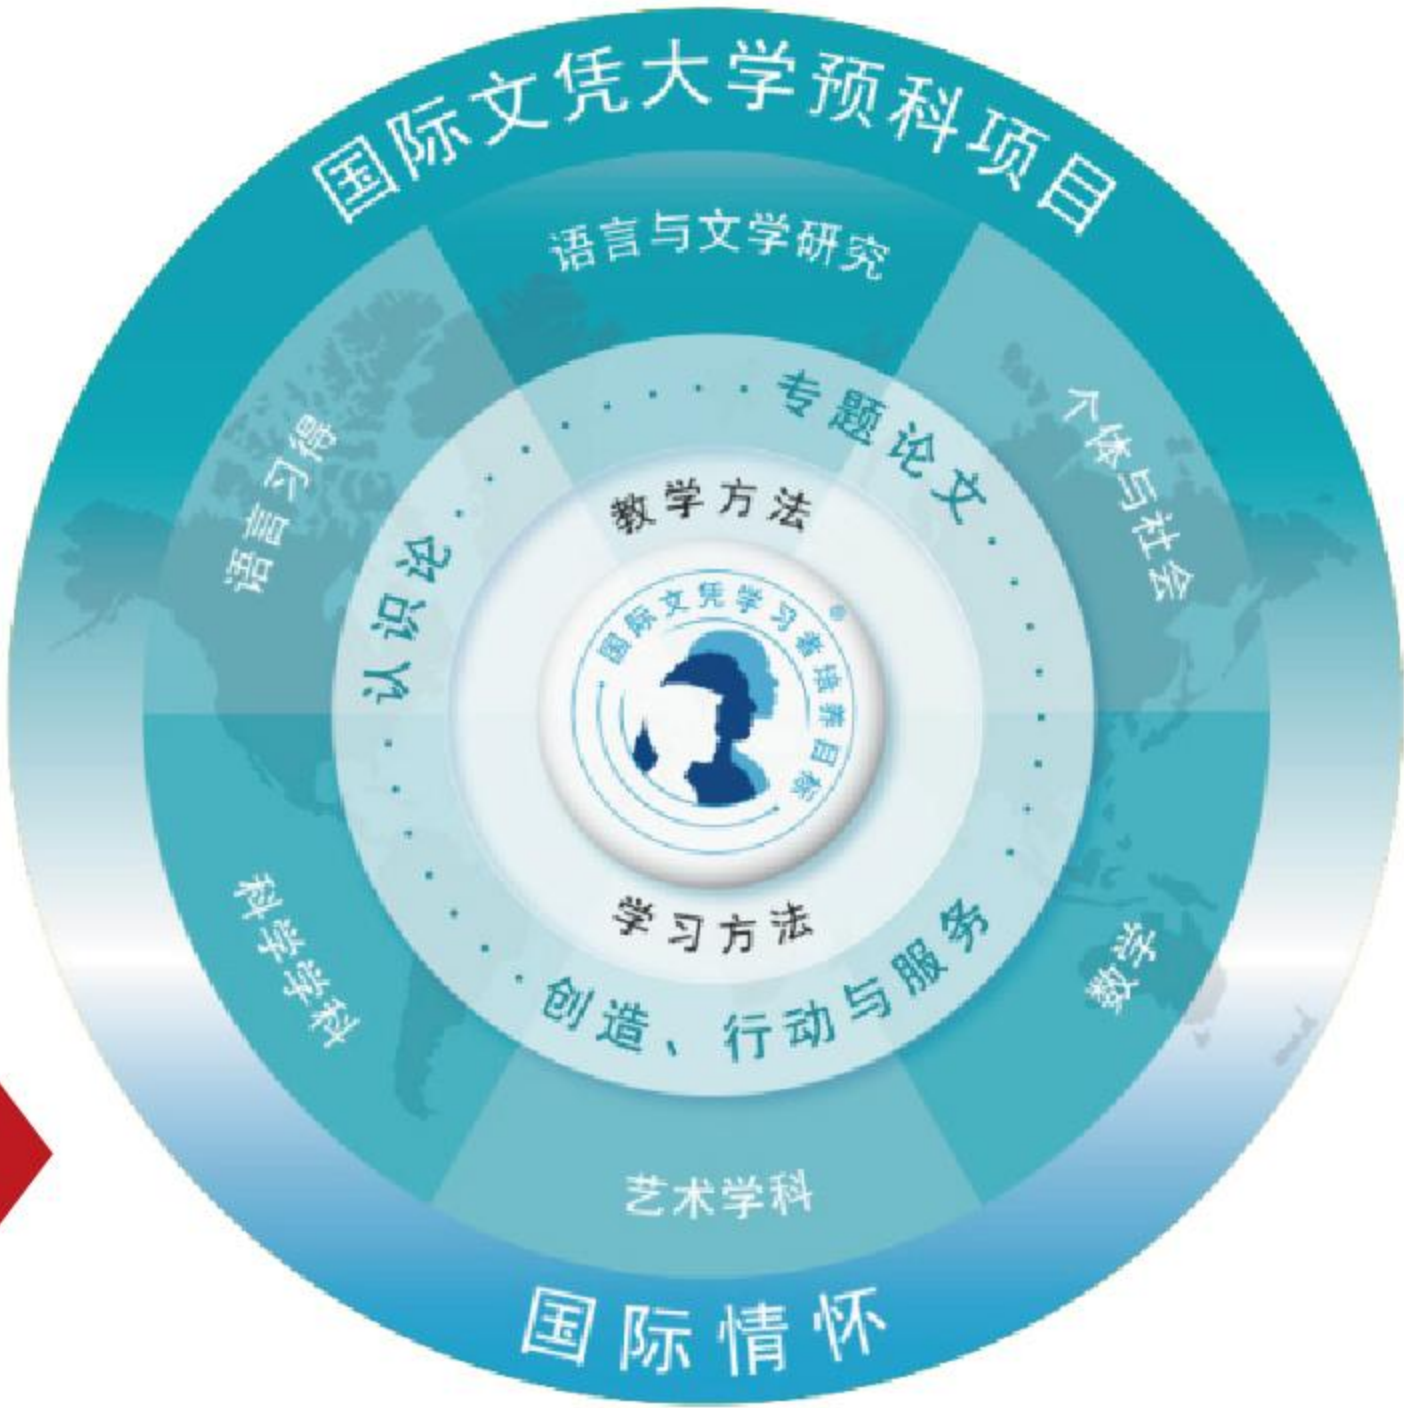 国际文凭大学预科项目
语言与文学研究
语言习得
个体与社会
专题论文
认识论
教学方法
国际文凭学习者培养目标
®
学习方法
创造、行动与服务
科学学科
数学
艺术学科
国际情怀